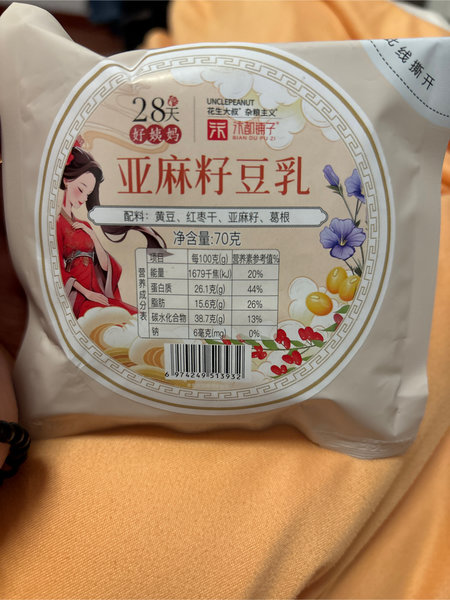 此线撕开
28天
好姨妈
UNCLEPEANUT
花生大叔®杂粮主义®
汴都铺子
BIAN DU PU ZI
亚麻籽豆乳
配料：黄豆、红枣干、亚麻籽、葛根
净含量:70克
营养成分表
项目 每100克(g) 营养素参考值%
能量 1679千焦(kJ) 20%
蛋白质 26.1克(g) 44%
脂肪 15.6克(g) 26%
碳水化合物 38.7克(g) 13%
钠 6毫克(mg) 0%
6 974249 513932